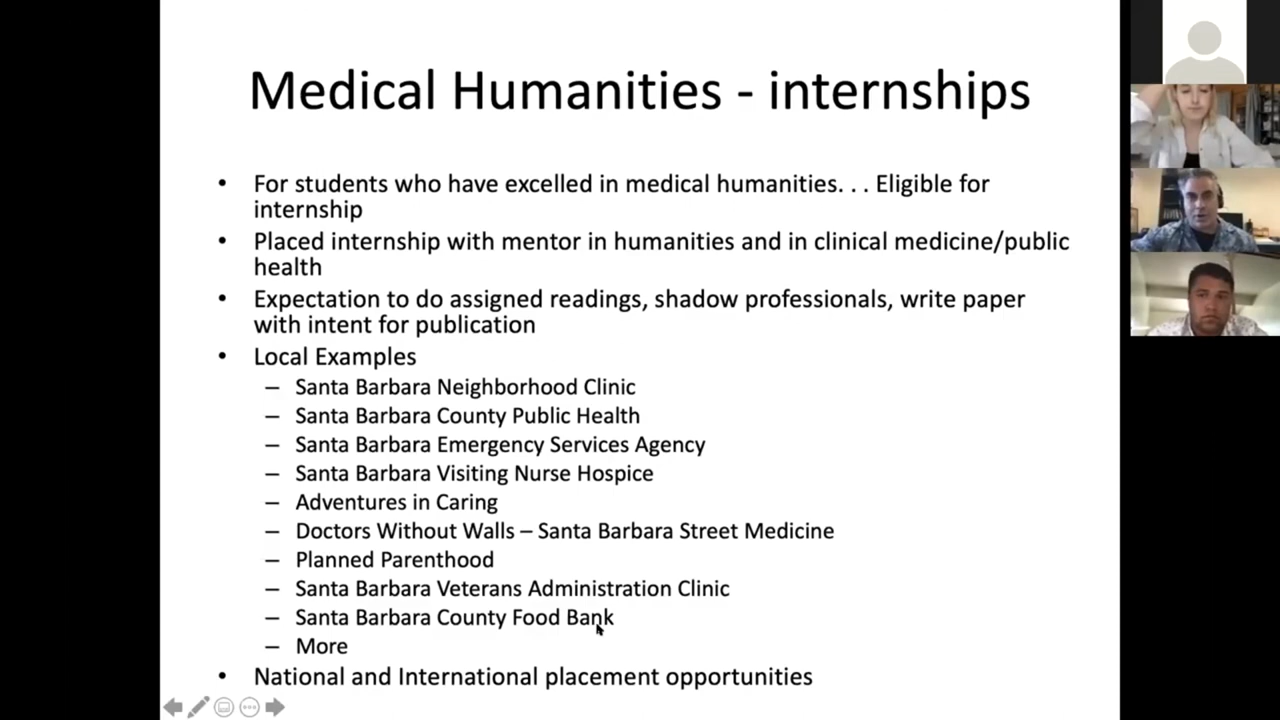 Medical Humanities - internships
• For students who have excelled in medical humanities. . . Eligible for
internship
• Placed internship with mentor in humanities and in clinical medicine/public
health
• Expectation to do assigned readings, shadow professionals, write paper
with intent for publication
• Local Examples
– Santa Barbara Neighborhood Clinic
– Santa Barbara County Public Health
– Santa Barbara Emergency Services Agency
– Santa Barbara Visiting Nurse Hospice
– Adventures in Caring
– Doctors Without Walls – Santa Barbara Street Medicine
– Planned Parenthood
– Santa Barbara Veterans Administration Clinic
– Santa Barbara County Food Bank
– More
• National and International placement opportunities